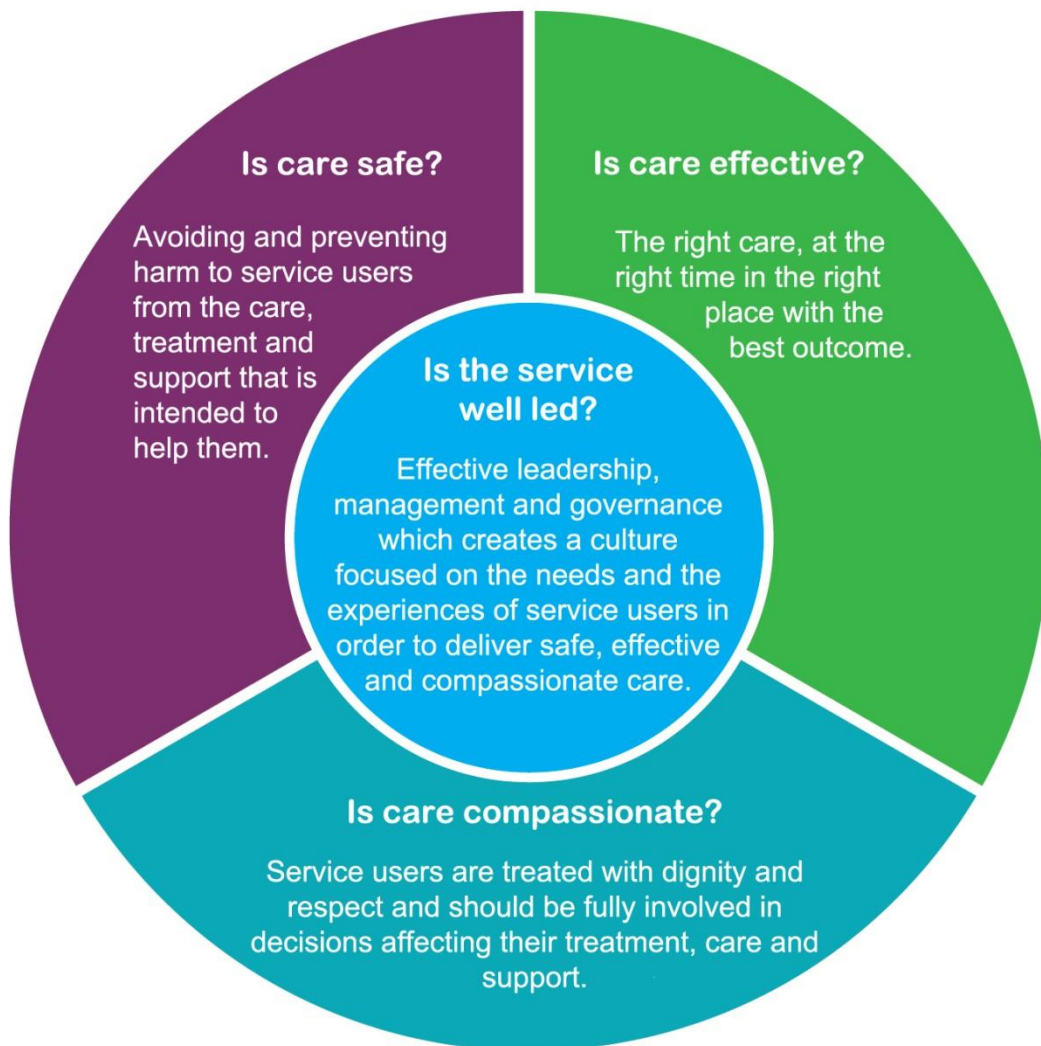 Is care safe?
Avoiding and preventing
harm to service users
from the care,
treatment and
support that is
intended to
help them.
Is care effective?
The right care, at the
right time in the right
place with the
best outcome.
Is the service
well led?
Effective leadership,
management and governance
which creates a culture
focused on the needs and the
experiences of service users in
order to deliver safe, effective
and compassionate care.
Is care compassionate?
Service users are treated with dignity and
respect and should be fully involved in
decisions affecting their treatment, care and
support.